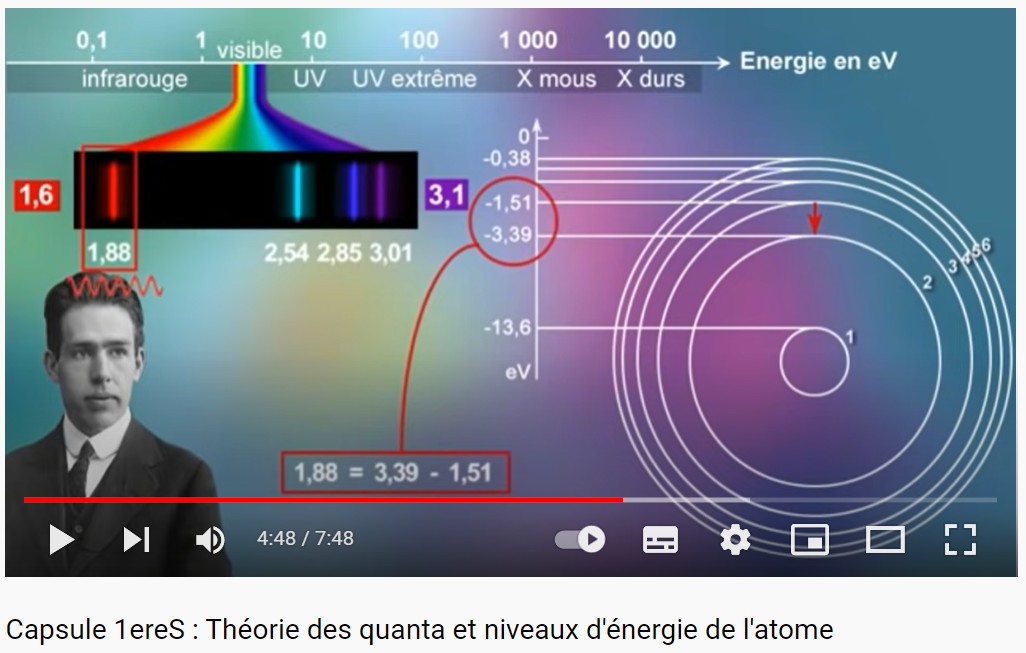 0,1 1 visible 10 100 1 000 10 000
Energie en eV
infrarouge UV UV extrême X mous X durs
0
-0,38
1,6 3,1 -1,51
-3,39
1,88 2,54 2,85 3,01
6
5
4
3
2
-13,6 1
eV
1,88 = 3,39 - 1,51
4:48 / 7:48
Capsule 1ereS : Théorie des quanta et niveaux d'énergie de l'atome